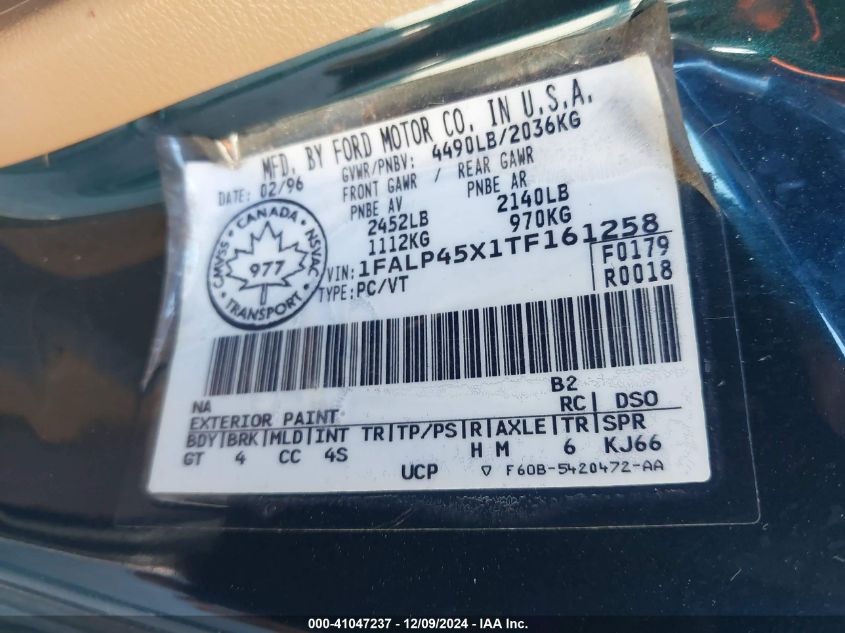 MFD. BY FORD MOTOR CO. IN U.S.A.
DATE: 02/96 GVWR/PNBV: 4490LB/2036KG
FRONT GAWR / REAR GAWR
PNBE AV PNBE AR
2452LB 2140LB
1112KG 970KG
CANADA
CMVSS NSVAC
977
TRANSPORT
VIN: 1FALP45X1TF161258
TYPE: PC/VT
F0179
R0018
NA B2
EXTERIOR PAINT RC DSO
BDY BRK MLD INT TR TP/PS R AXLE TR SPR
GT 4 CC 4S H M 6 KJ66
UCP ▽ F60B-5420472-AA
000-41047237 - 12/09/2024 - IAA Inc.